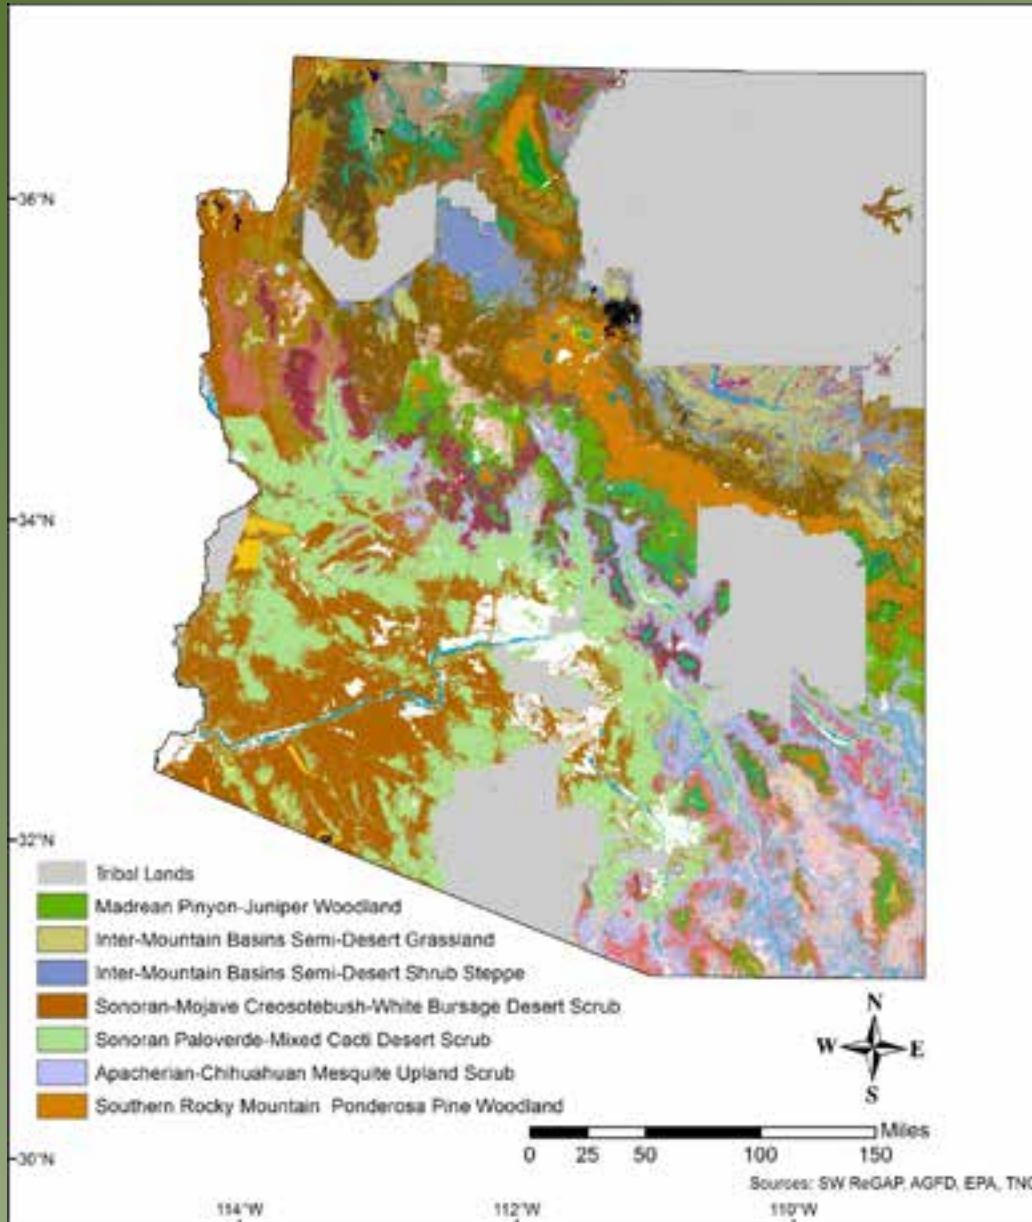 36°N
34°N
32°N
Tribal Lands
Madrean Pinyon-Juniper Woodland
Inter-Mountain Basins Semi-Desert Grassland
Inter-Mountain Basins Semi-Desert Shrub Steppe
Sonoran-Mojave Creosotebush-White Bursage Desert Scrub
Sonoran Paloverde-Mixed Cacti Desert Scrub
Apacherian-Chihuahuan Mesquite Upland Scrub
Southern Rocky Mountain Ponderosa Pine Woodland
N
W E
S
Miles
0 25 50 100 150
30°N
Sources: SW ReGAP, AGFD, EPA, TNC
114°W 112°W 110°W